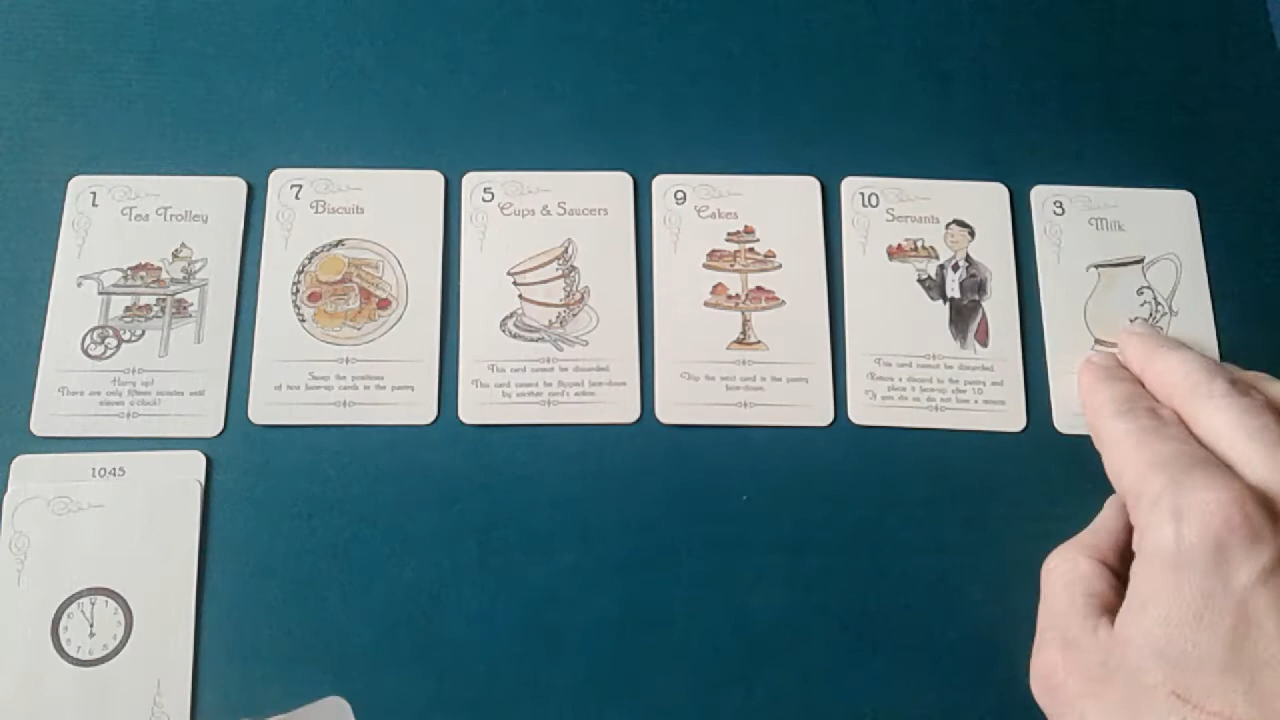 1
Tea Trolley
Hurry up!
There are only fifteen minutes until
eleven o'clock!
7
Biscuits
Swap the positions
of two face-up cards in the pantry
5
Cups & Saucers
This card cannot be discarded.
This card cannot be flipped face-down
by another card's action.
9
Cakes
Flip the next card in the pantry
face-down.
10
Servants
This card cannot be discarded.
Return a discard to the pantry and
place it face-up after 10.
If you do so, do not lose a minute
3
Milk
1045